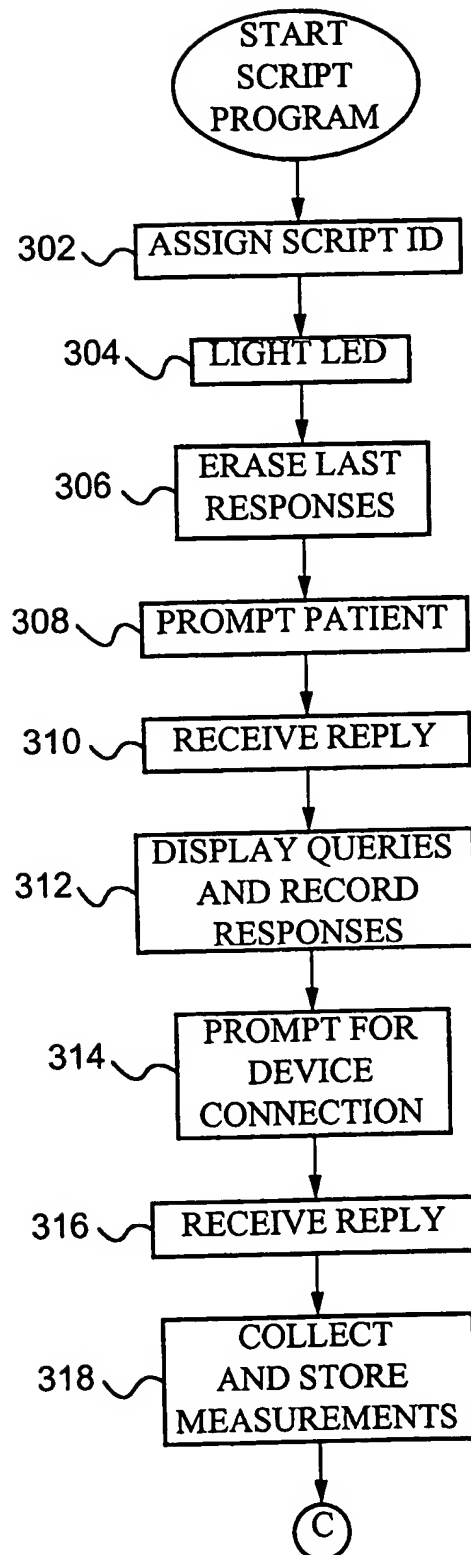 START
SCRIPT
PROGRAM
302 ASSIGN SCRIPT ID
304 LIGHT LED
306 ERASE LAST
RESPONSES
308 PROMPT PATIENT
310 RECEIVE REPLY
312 DISPLAY QUERIES
AND RECORD
RESPONSES
314 PROMPT FOR
DEVICE
CONNECTION
316 RECEIVE REPLY
318 COLLECT
AND STORE
MEASUREMENTS
C